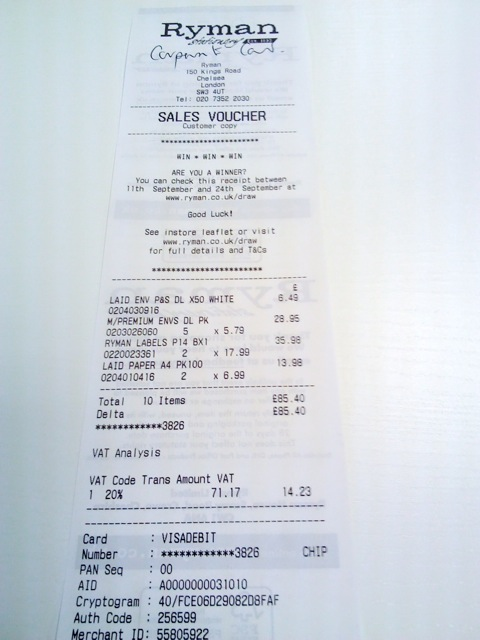 Ryman
stationery Est. 1893
Ryman
150 Kings Road
Chelsea
London
SW3 4UT
Tel: 020 7352 2030
SALES VOUCHER
Customer copy
***********************
WIN * WIN * WIN
ARE YOU A WINNER?
You can check this receipt between
11th September and 24th September at
www.ryman.co.uk/draw
Good Luck!
See instore leaflet or visit
www.ryman.co.uk/draw
for full details and T&Cs
***********************
£
LAID ENV P&S DL X50 WHITE 6.49
0204030916
M/PREMIUM ENVS DL PK 28.95
0203026060 5 x 5.79
RYMAN LABELS P14 BX1 35.98
0220023361 2 x 17.99
LAID PAPER A4 PK100 13.98
0204010416 2 x 6.99
Total 10 Items £85.40
Delta £85.40
************3826
VAT Analysis
VAT Code Trans Amount VAT
1 20% 71.17 14.23
Card : VISADEBIT
Number : ************3826 CHIP
PAN Seq : 00
AID : A0000000031010
Cryptogram : 40/FCE06D29082D8FAF
Auth Code : 256599
Merchant ID: 55805922